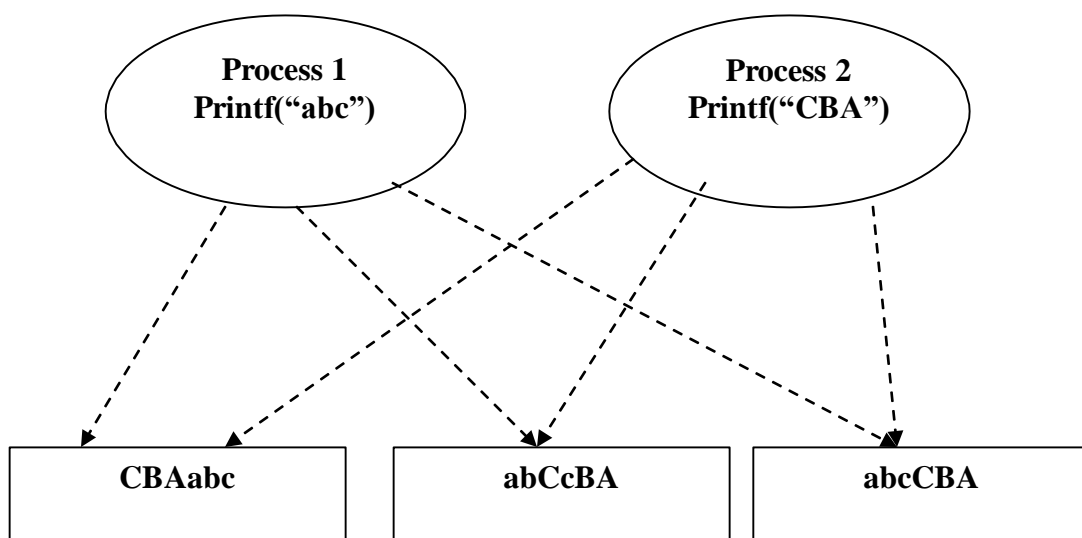 Process 1
Printf(“abc”)
Process 2
Printf(“CBA”)
CBAabc
abCcBA
abcCBA